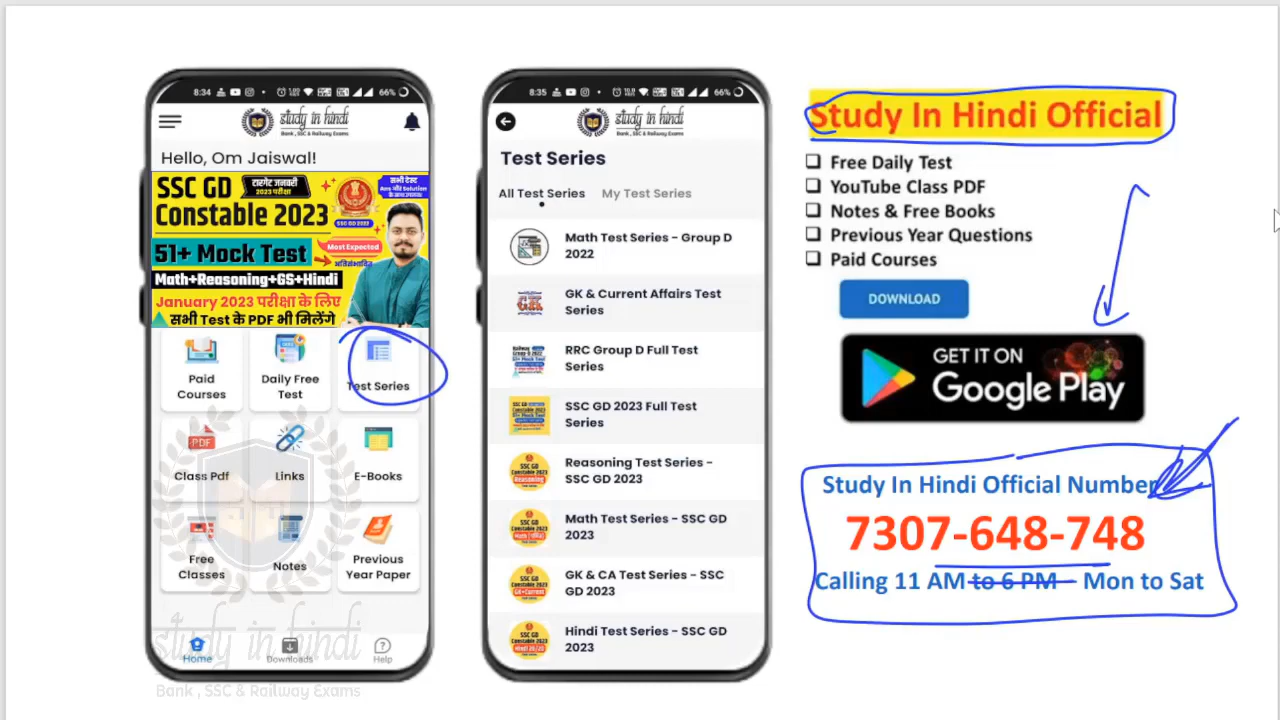 8:34
66%
study in hindi
Bank, SSC & Railway Exams
Hello, Om Jaiswal!
SSC GD
टारगेट जनवरी
2023 परीक्षा
सभी टेस्ट
Constable 2023
SSC GD 2022
51+ Mock Test
Most Expected
Math+Reasoning+GS+Hindi
January 2023 परीक्षा के लिए
सभी Test के PDF भी मिलेंगे
Paid Courses
Daily Free Test
Test Series
PDF
Class Pdf
Links
E-Books
Free Classes
Notes
Previous Year Paper
study in hindi
Home
Downloads
Help
Bank , SSC & Railway Exams
8:35
66%
study in hindi
Bank, SSC & Railway Exams
Test Series
All Test Series
My Test Series
Math Test Series - Group D
2022
GK & Current Affairs Test
Series
RRC Group D Full Test
Series
SSC GD 2023 Full Test
Series
Reasoning Test Series -
SSC GD 2023
Math Test Series - SSC GD
2023
GK & CA Test Series - SSC
GD 2023
Hindi Test Series - SSC GD
2023
Study In Hindi Official
Free Daily Test
YouTube Class PDF
Notes & Free Books
Previous Year Questions
Paid Courses
DOWNLOAD
GET IT ON
Google Play
Study In Hindi Official Number
7307-648-748
Calling 11 AM to 6 PM - Mon to Sat